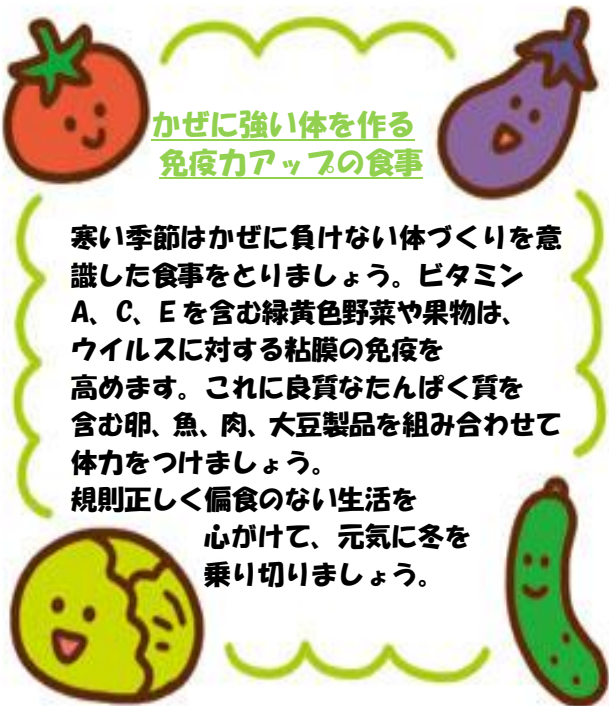 かぜに強い体を作る
免疫力アップの食事
寒い季節はかぜに負けない体づくりを意
識した食事をとりましょう。ビタミン
A、C、Eを含む緑黄色野菜や果物は、
ウイルスに対する粘膜の免疫を
高めます。これに良質なたんぱく質を
含む卵、魚、肉、大豆製品を組み合わせて
体力をつけましょう。
規則正しく偏食のない生活を
心がけて、元気に冬を
乗り切りましょう。